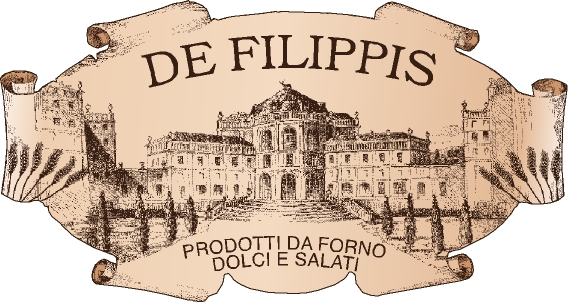 DE FILIPPIS
PRODOTTI DA FORNO
DOLCI E SALATI